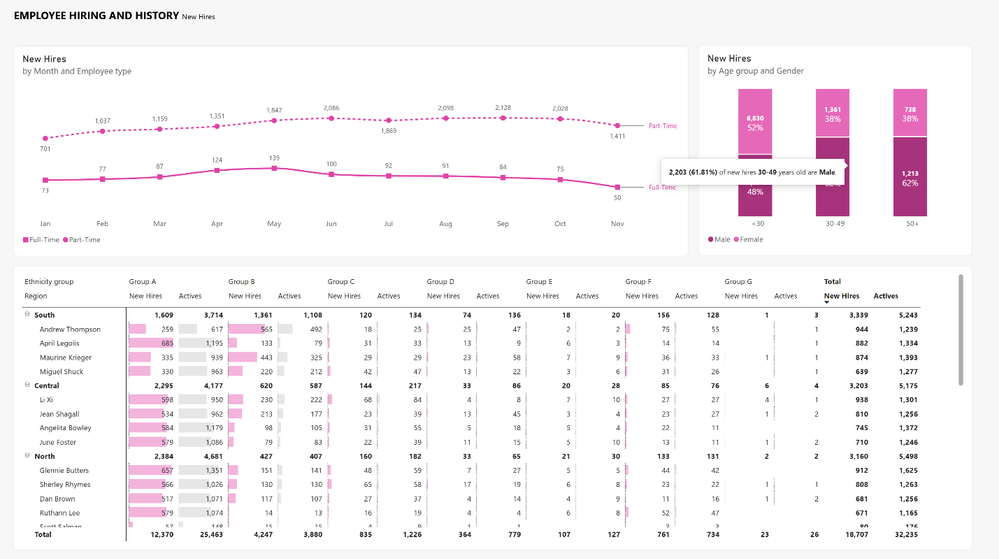 EMPLOYEE HIRING AND HISTORY New Hires
New Hires
by Month and Employee type
701 1,037 1,159 1,351 1,847 2,086 1,869 2,098 2,128 2,028 1,411 Part-Time
73 77 87 124 139 100 92 91 84 75 50 Full-Time
Jan Feb Mar Apr May Jun Jul Aug Sep Oct Nov
Full-Time Part-Time
New Hires
by Age group and Gender
6,830 1,361 738
52% 38% 38%
2,203 (61.81%) of new hires 30-49 years old are Male
1,213
48% 62%
<30 30-49 50+
Male Female
Ethnicity group Group A Group B Group C Group D Group E Group F Group G Total
Region New Hires Actives New Hires Actives New Hires Actives New Hires Actives New Hires Actives New Hires Actives New Hires Actives New Hires Actives
South 1,609 3,714 1,361 1,108 120 134 74 136 18 20 156 128 1 3 3,339 5,243
Andrew Thompson 259 617 565 492 18 25 25 47 2 2 75 55 1 944 1,239
April Legolis 685 1,195 133 79 31 33 13 9 6 3 14 14 1 882 1,334
Maurine Krieger 335 939 443 325 29 29 23 58 7 9 36 33 1 1 874 1,393
Miguel Shuck 330 963 220 212 42 47 13 22 3 6 31 26 1 639 1,277
Central 2,295 4,177 620 587 144 217 33 86 20 28 85 76 6 4 3,203 5,175
Li Xi 598 950 230 222 68 84 4 8 7 10 27 27 4 1 938 1,301
Jean Shagall 534 962 213 177 23 39 13 45 3 4 23 27 1 2 810 1,256
Angelita Bowley 584 1,179 98 105 31 55 5 18 5 4 22 11 745 1,372
June Foster 579 1,086 79 83 22 39 11 15 5 10 13 11 1 2 710 1,246
North 2,384 4,681 427 407 160 182 33 65 21 30 133 131 2 2 3,160 5,498
Glennie Butters 657 1,351 151 141 48 59 7 27 5 5 44 42 912 1,625
Sherley Rhymes 566 1,026 130 130 65 58 17 19 6 8 23 22 1 1 808 1,263
Dan Brown 517 1,071 117 107 27 37 4 14 4 9 11 16 1 2 681 1,256
Ruthann Lee 579 1,074 14 13 16 19 4 4 6 8 52 47 671 1,165
Total 12,370 25,463 4,247 3,880 835 1,226 364 779 107 127 761 734 23 26 18,707 32,235